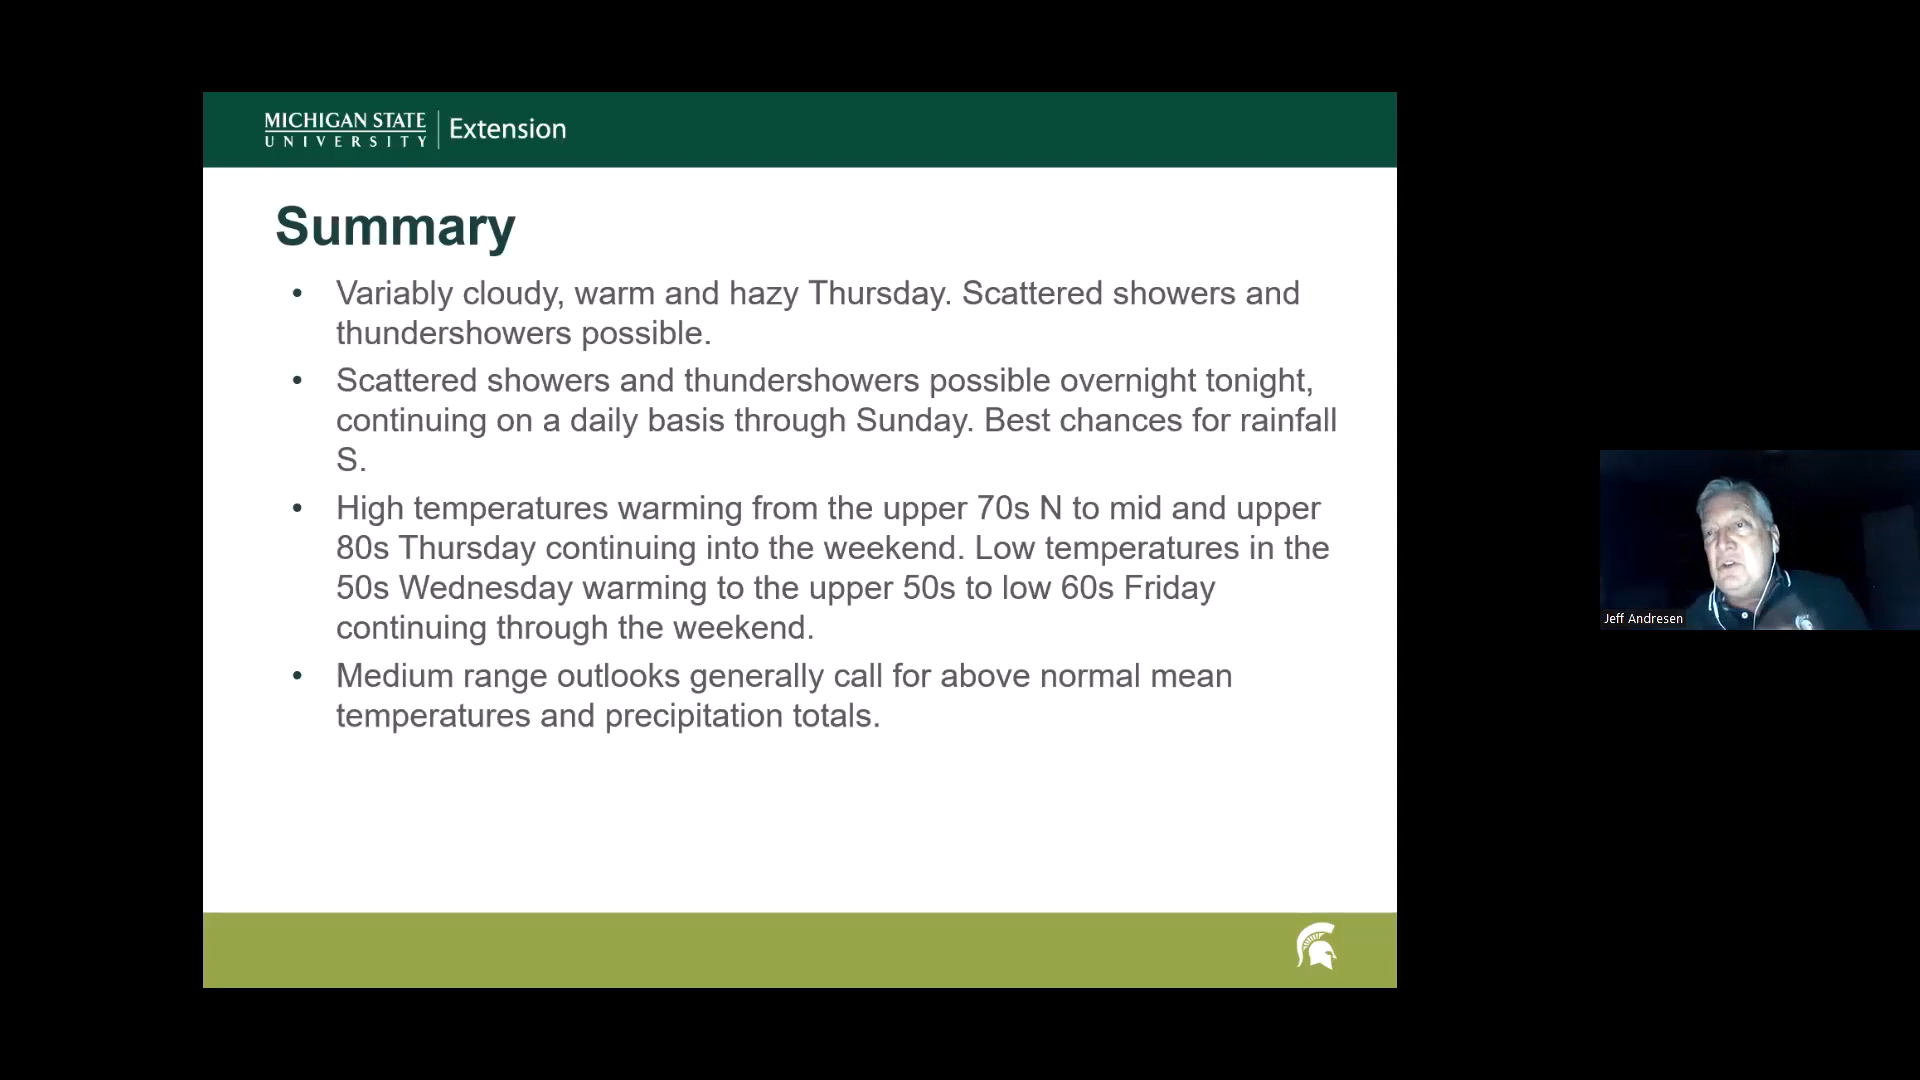 MICHIGAN STATE
UNIVERSITY
Extension
Summary
• Variably cloudy, warm and hazy Thursday. Scattered showers and
thundershowers possible.
• Scattered showers and thundershowers possible overnight tonight,
continuing on a daily basis through Sunday. Best chances for rainfall
S.
• High temperatures warming from the upper 70s N to mid and upper
80s Thursday continuing into the weekend. Low temperatures in the
50s Wednesday warming to the upper 50s to low 60s Friday
continuing through the weekend.
• Medium range outlooks generally call for above normal mean
temperatures and precipitation totals.
Jeff Andresen